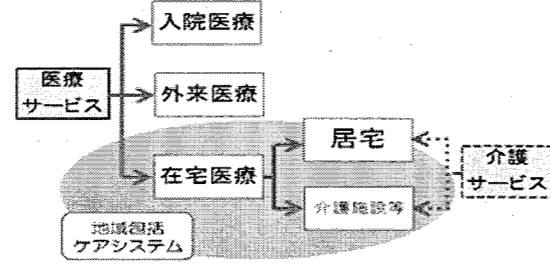 入院医療
医療
サービス
外来医療
居宅
在宅医療
介護
サービス
介護施設等
地域包括
ケアシステム